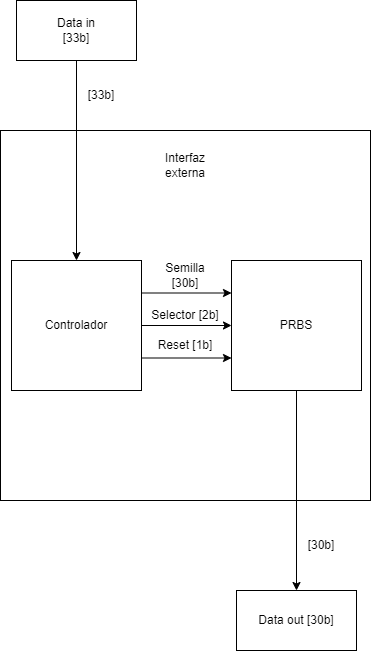 Data in
[33b]
[33b]
Interfaz
externa
Semilla
[30b]
Controlador
Selector [2b]
PRBS
Reset [1b]
[30b]
Data out [30b]